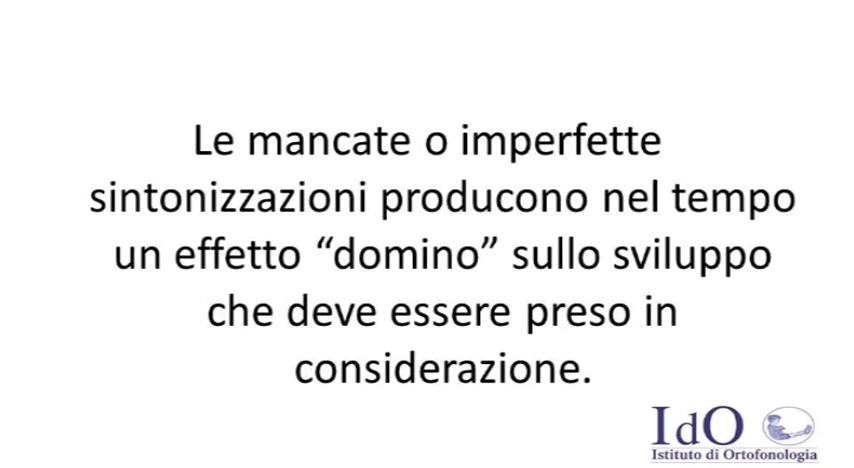 Le mancate o imperfette
sintonizzazioni producono nel tempo
un effetto “domino” sullo sviluppo
che deve essere preso in
considerazione.
IdO
Istituto di Ortofonologia